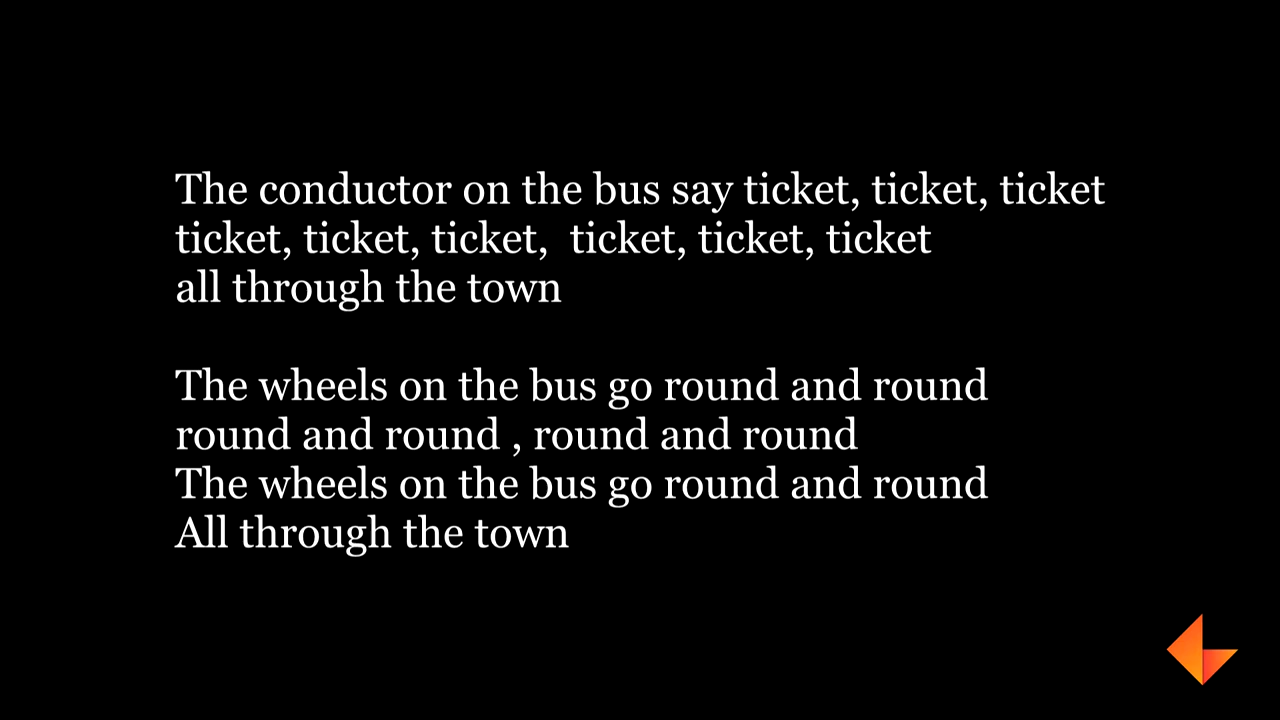 The conductor on the bus say ticket, ticket, ticket
ticket, ticket, ticket,  ticket, ticket, ticket
all through the town
The wheels on the bus go round and round
round and round , round and round
The wheels on the bus go round and round
All through the town